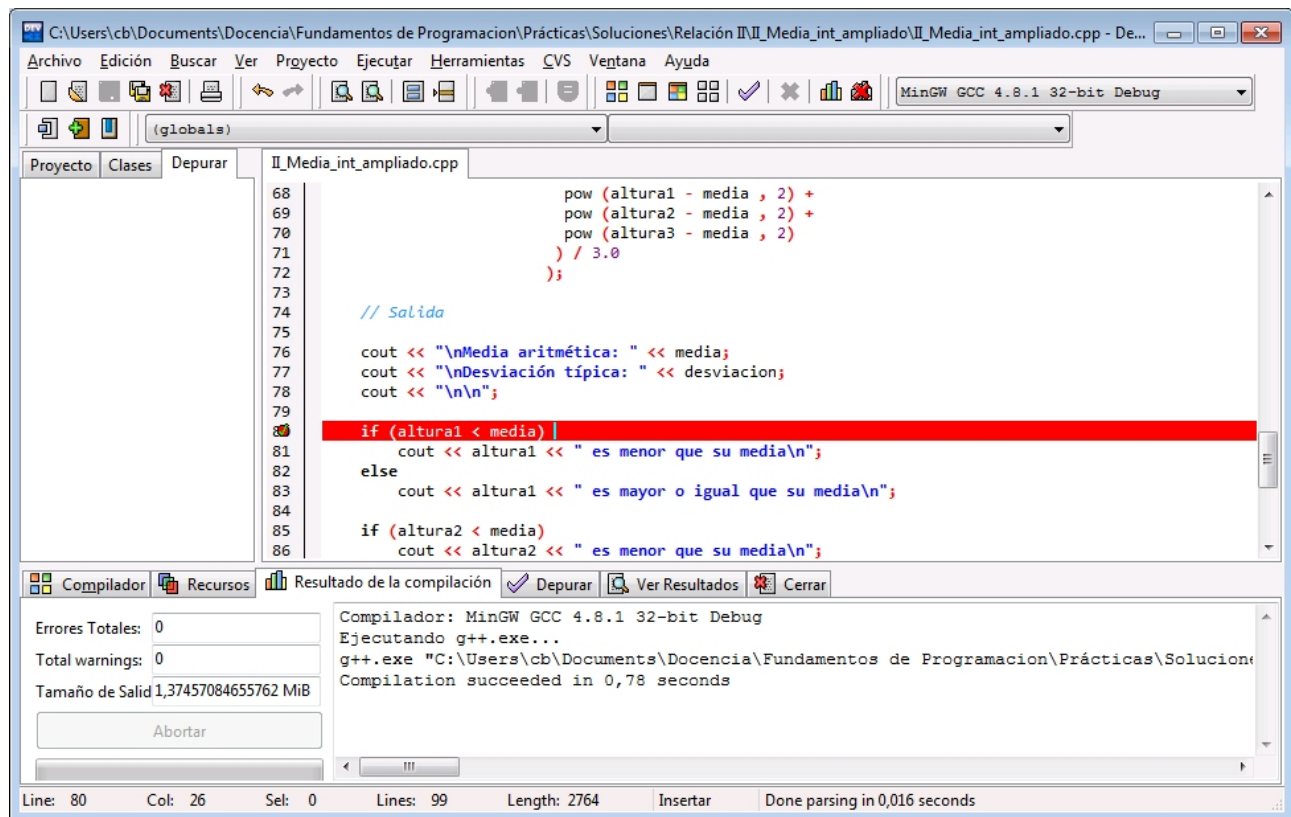 C:\Users\cb\Documents\Docencia\Fundamentos de Programacion\Prácticas\Soluciones\Relación II\II_Media_int_ampliado\II_Media_int_ampliado.cpp - De...
Archivo Edición Buscar Ver Proyecto Ejecutar Herramientas CVS Ventana Ayuda
MinGW GCC 4.8.1 32-bit Debug
(globals)
Proyecto Clases Depurar II_Media_int_ampliado.cpp
68 pow (altura1 - media , 2) +
69 pow (altura2 - media , 2) +
70 pow (altura3 - media , 2)
71 ) / 3.0
72 );
73
74 // Salida
75
76 cout << "\nMedia aritmética: " << media;
77 cout << "\nDesviación típica: " << desviacion;
78 cout << "\n\n";
79
if (altura1 < media)
81 cout << altura1 << " es menor que su media\n";
82 else
83 cout << altura1 << " es mayor o igual que su media\n";
84
85 if (altura2 < media)
86 cout << altura2 << " es menor que su media\n";
Compilador Recursos Resultado de la compilación Depurar Ver Resultados Cerrar
Errores Totales: 0
Total warnings: 0
Tamaño de Salid 1,37457084655762 MiB
Abortar
Compilador: MinGW GCC 4.8.1 32-bit Debug
Ejecutando g++.exe...
g++.exe "C:\Users\cb\Documents\Docencia\Fundamentos de Programacion\Prácticas\Solucione
Compilation succeeded in 0,78 seconds
Line: 80 Col: 26 Sel: 0 Lines: 99 Length: 2764 Insertar Done parsing in 0,016 seconds